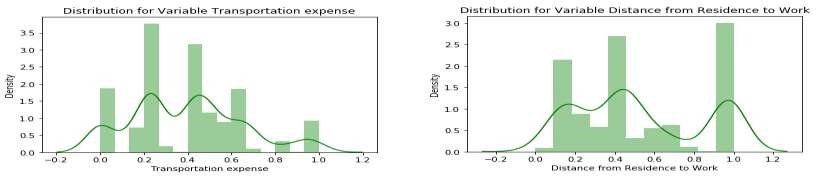 Distribution for Variable Transportation expense
Density
3.5
3.0
2.5
2.0
1.5
1.0
0.5
0.0
−0.2 0.0 0.2 0.4 0.6 0.8 1.0 1.2
Transportation expense
Distribution for Variable Distance from Residence to Work
Density
3.0
2.5
2.0
1.5
1.0
0.5
0.0
−0.2 0.0 0.2 0.4 0.6 0.8 1.0 1.2
Distance from Residence to Work